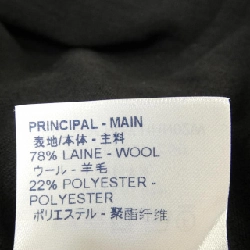 PRINCIPAL - MAIN
表地/本体 - 主料
78% LAINE - WOOL
ウール - 羊毛
22% POLYESTER -
POLYESTER -
ポリエステル - 聚酯纤维